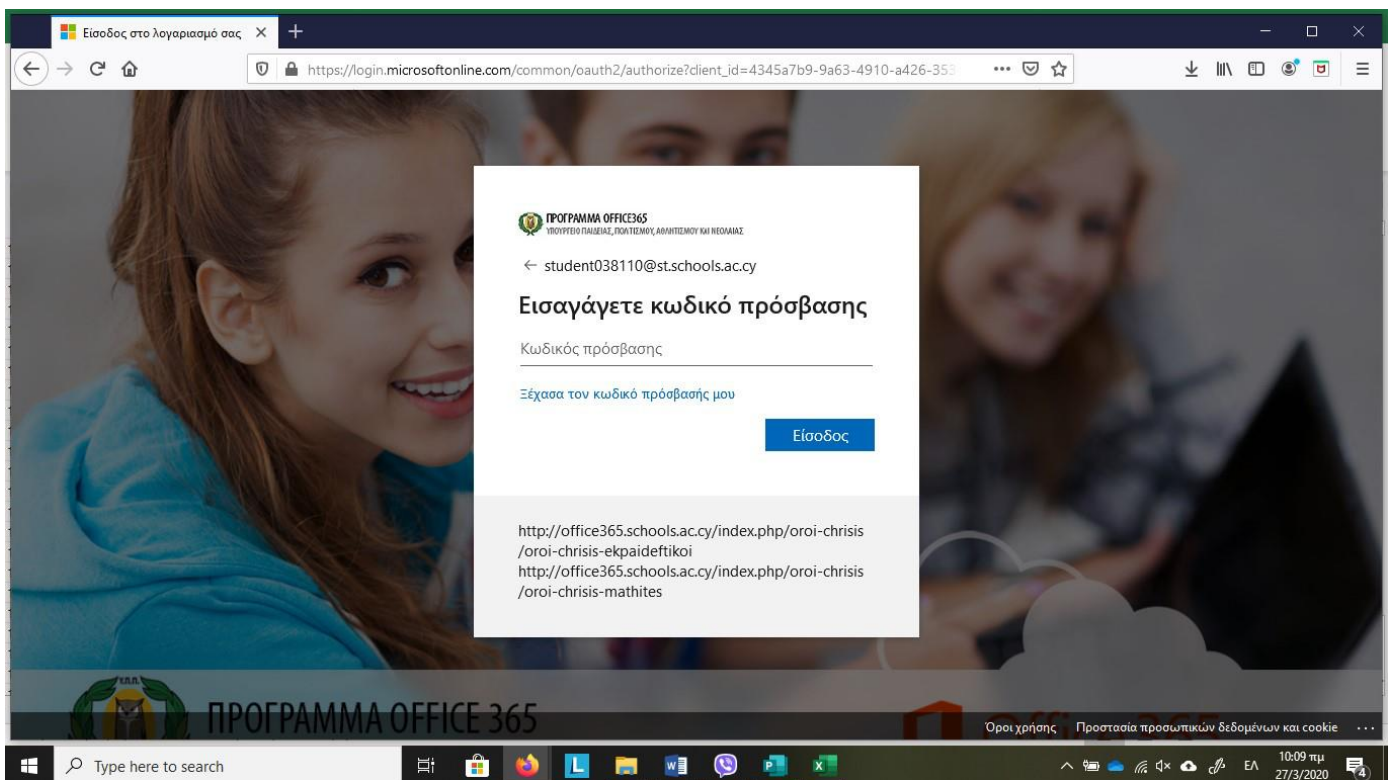 Είσοδος στο λογαριασμό σας
https://login.microsoftonline.com/common/oauth2/authorize?client_id=4345a7b9-9a63-4910-a426-353
ΠΡΟΓΡΑΜΜΑ OFFICE365
ΥΠΟΥΡΓΕΙΟ ΠΑΙΔΕΙΑΣ, ΠΟΛΙΤΙΣΜΟΥ, ΑΘΛΗΤΙΣΜΟΥ ΚΑΙ ΝΕΟΛΑΙΑΣ
← student038110@st.schools.ac.cy
Εισαγάγετε κωδικό πρόσβασης
Κωδικός πρόσβασης
Ξέχασα τον κωδικό πρόσβασής μου
Είσοδος
http://office365.schools.ac.cy/index.php/oroi-chrisis
/oroi-chrisis-ekpaideftikoi
http://office365.schools.ac.cy/index.php/oroi-chrisis
/oroi-chrisis-mathites
ΠΡΟΓΡΑΜΜΑ OFFICE 365
Office 365
Όροι χρήσης Προστασία προσωπικών δεδομένων και cookie ...
Type here to search
ΕΛ
10:09 πμ
27/3/2020
4